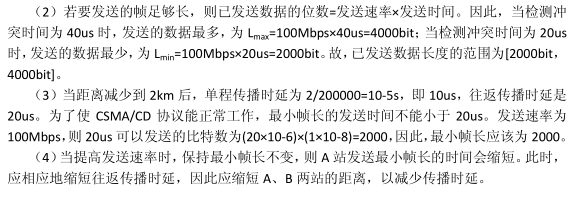 （2）若要发送的帧足够长，则已发送数据的位数=发送速率×发送时间。因此，当检测冲
突时间为 40us 时，发送的数据最多，为 Lmax=100Mbps×40us=4000bit；当检测冲突时间为 20us
时，发送的数据最少，为 Lmin=100Mbps×20us=2000bit。故，已发送数据长度的范围为[2000bit，
4000bit]。
（3）当距离减少到 2km 后，单程传播时延为 2/200000=10-5s，即 10us，往返传播时延是
20us。为了使 CSMA/CD 协议能正常工作，最小帧长的发送时间不能小于 20us。发送速率为
100Mbps，则 20us 可以发送的比特数为(20×10-6)×(1×10-8)=2000，因此，最小帧长应该为 2000。
（4）当提高发送速率时，保持最小帧长不变，则 A 站发送最小帧长的时间会缩短。此时，
应相应地缩短往返传播时延，因此应缩短 A、B 两站的距离，以减少传播时延。